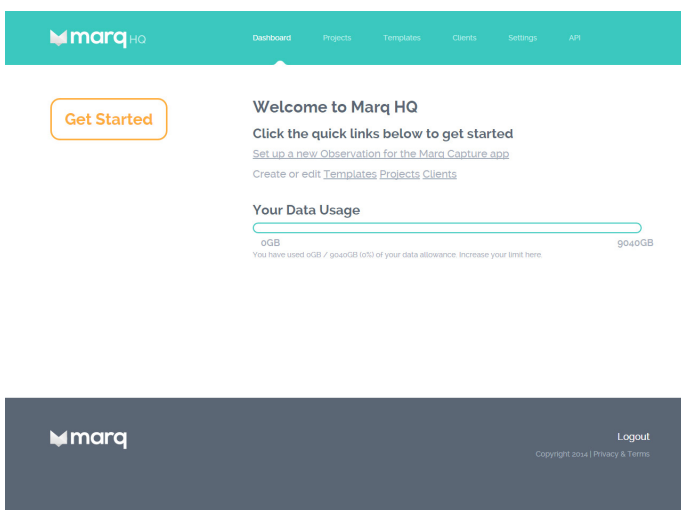 marq HQ
Dashboard Projects Templates Clients Settings API
Get Started
Welcome to Marq HQ
Click the quick links below to get started
Set up a new Observation for the Marq Capture app
Create or edit Templates Projects Clients
Your Data Usage
0GB 9040GB
You have used 0GB / 9040GB (0%) of your data allowance. Increase your limit here.
marq
Logout
Copyright 2014 | Privacy & Terms